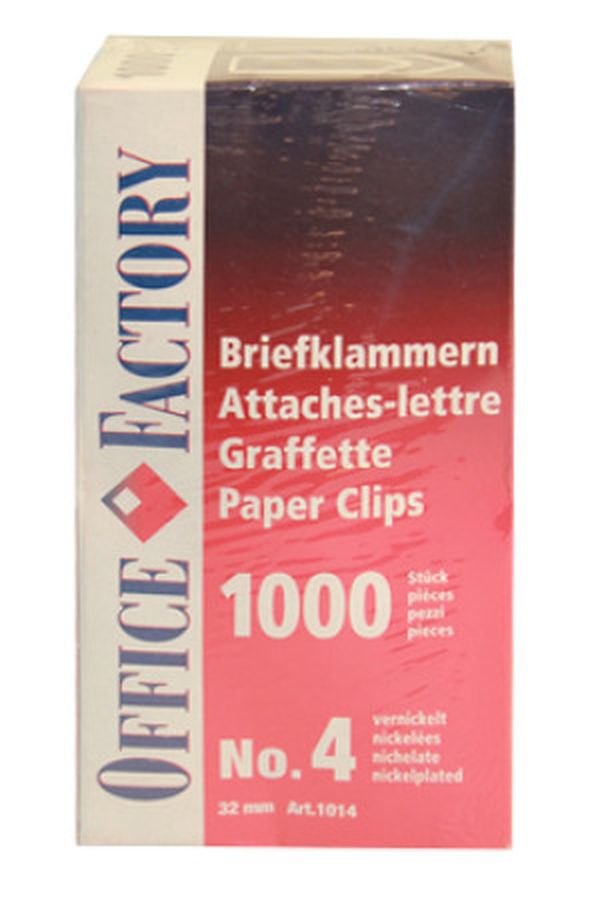 OFFICE FACTORY
Briefklammern
Attaches-lettre
Graffette
Paper Clips
1000
Stück
pièces
pezzi
pieces
No. 4
vernickelt
nickelées
nichelate
nickelplated
32 mm Art.1014